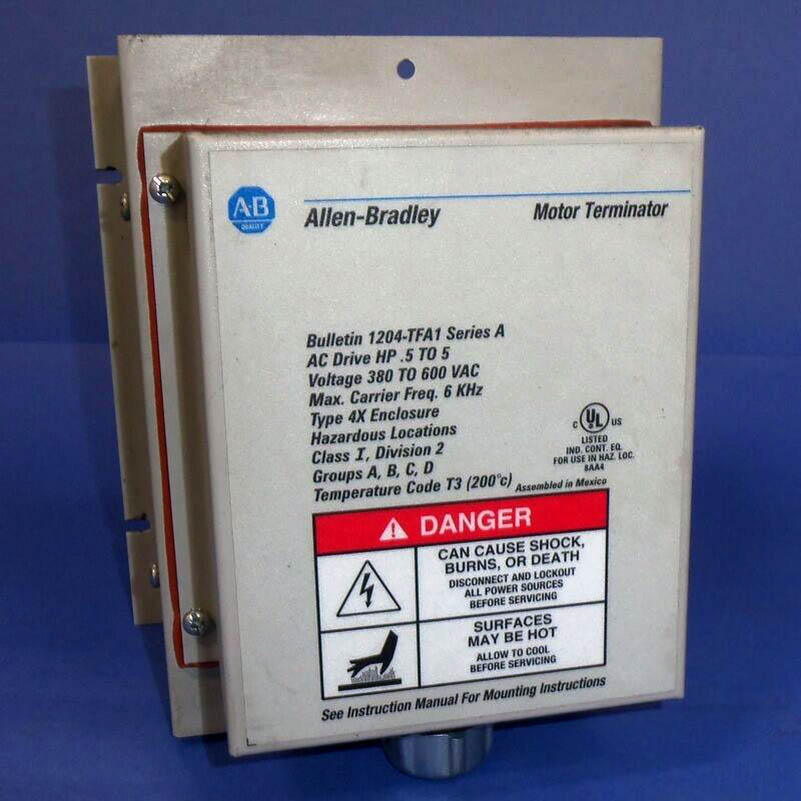 A-B
QUALITY
Allen-Bradley
Motor Terminator
Bulletin 1204-TFA1 Series A
AC Drive HP .5 TO 5
Voltage 380 TO 600 VAC
Max. Carrier Freq. 6 KHz
Type 4X Enclosure
Hazardous Locations
Class I, Division 2
Groups A, B, C, D
Temperature Code T3 (200°c)
C UL US
LISTED
IND. CONT. EQ.
FOR USE IN HAZ. LOC.
8AA4
Assembled in Mexico
DANGER
CAN CAUSE SHOCK,
BURNS, OR DEATH
DISCONNECT AND LOCKOUT
ALL POWER SOURCES
BEFORE SERVICING
SURFACES
MAY BE HOT
ALLOW TO COOL
BEFORE SERVICING
See Instruction Manual For Mounting Instructions